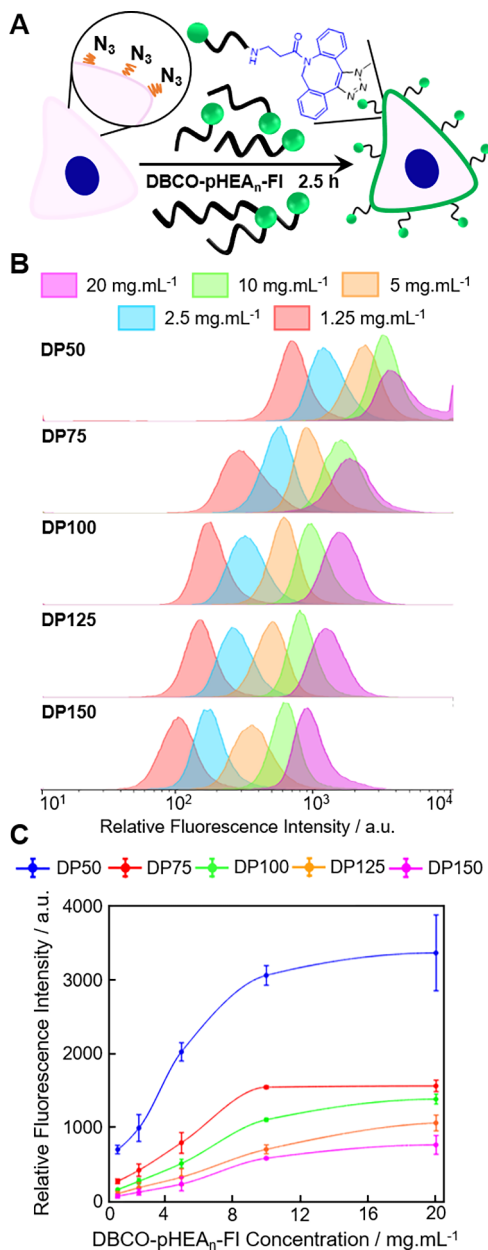 A
N₃
N₃
N₃
O
N
H
N
N
N
N
DBCO-pHEAₙ-Fl 2.5 h
B
20 mg.mL⁻¹ 10 mg.mL⁻¹ 5 mg.mL⁻¹
2.5 mg.mL⁻¹ 1.25 mg.mL⁻¹
DP50
DP75
DP100
DP125
DP150
10¹ 10² 10³ 10⁴
Relative Fluorescence Intensity / a.u.
C
DP50 DP75 DP100 DP125 DP150
Relative Fluorescence Intensity / a.u.
4000
3000
2000
1000
0
0 4 8 12 16 20
DBCO-pHEAₙ-Fl Concentration / mg.mL⁻¹